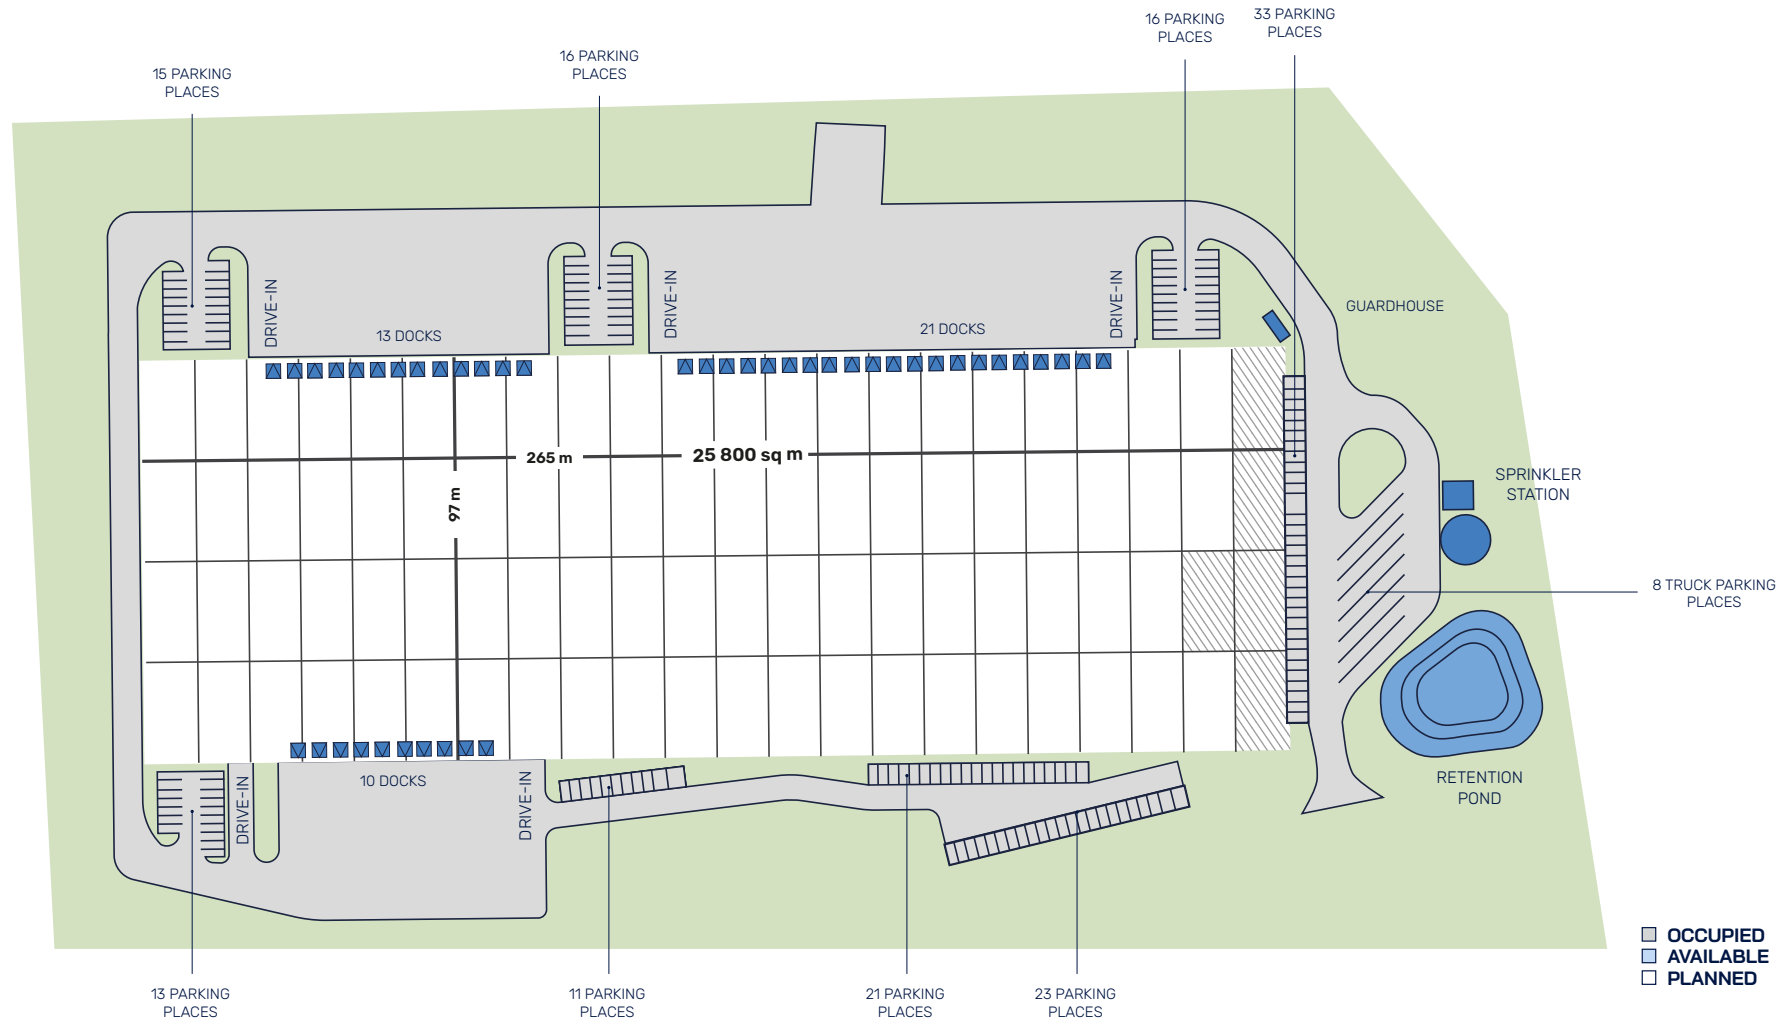 33 PARKING
PLACES
16 PARKING
PLACES
16 PARKING
PLACES
15 PARKING
PLACES
DRIVE-IN
DRIVE-IN
DRIVE-IN
GUARDHOUSE
13 DOCKS
21 DOCKS
265 m
25 800 sq m
97 m
SPRINKLER
STATION
8 TRUCK PARKING
PLACES
10 DOCKS
DRIVE-IN
DRIVE-IN
RETENTION
POND
OCCUPIED
AVAILABLE
PLANNED
13 PARKING
PLACES
11 PARKING
PLACES
21 PARKING
PLACES
23 PARKING
PLACES